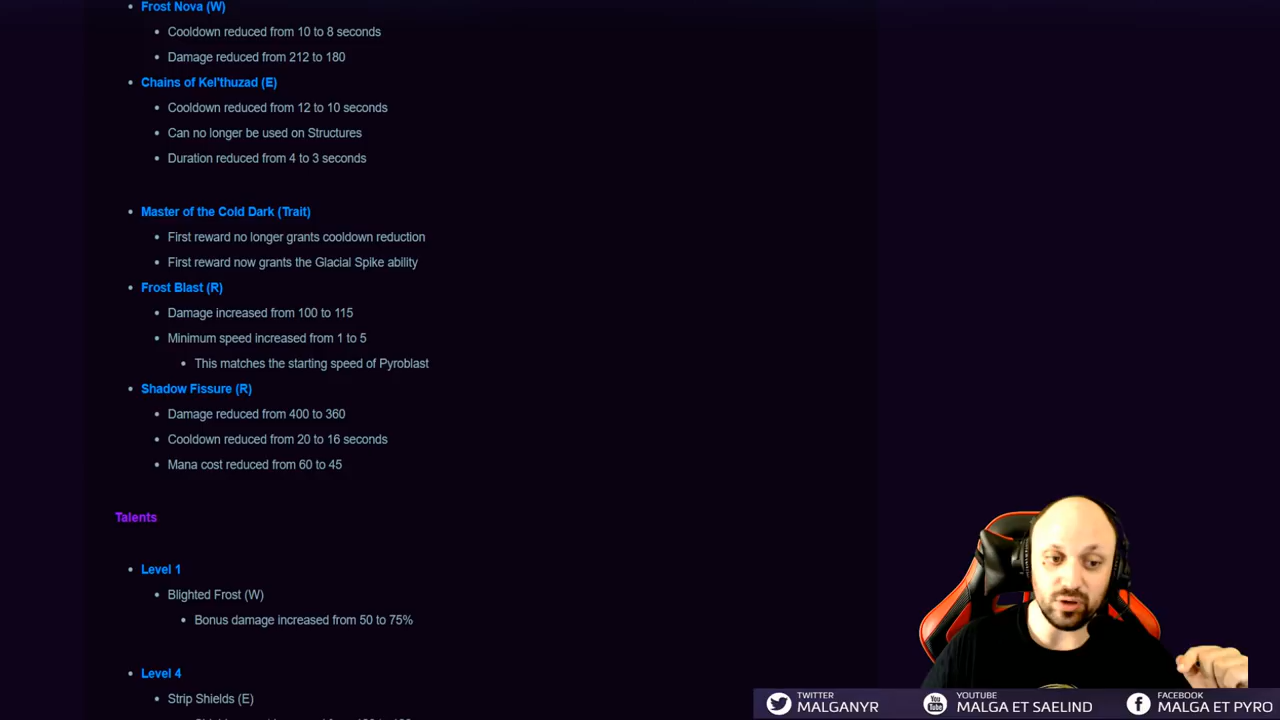 Frost Nova (W)
Cooldown reduced from 10 to 8 seconds
Damage reduced from 212 to 180
Chains of Kel'thuzad (E)
Cooldown reduced from 12 to 10 seconds
Can no longer be used on Structures
Duration reduced from 4 to 3 seconds
Master of the Cold Dark (Trait)
First reward no longer grants cooldown reduction
First reward now grants the Glacial Spike ability
Frost Blast (R)
Damage increased from 100 to 115
Minimum speed increased from 1 to 5
This matches the starting speed of Pyroblast
Shadow Fissure (R)
Damage reduced from 400 to 360
Cooldown reduced from 20 to 16 seconds
Mana cost reduced from 60 to 45
Talents
Level 1
Blighted Frost (W)
Bonus damage increased from 50 to 75%
Level 4
Strip Shields (E)
TWITTER
MALGANYR
YOUTUBE
MALGA ET SAELIND
FACEBOOK
MALGA ET PYRO